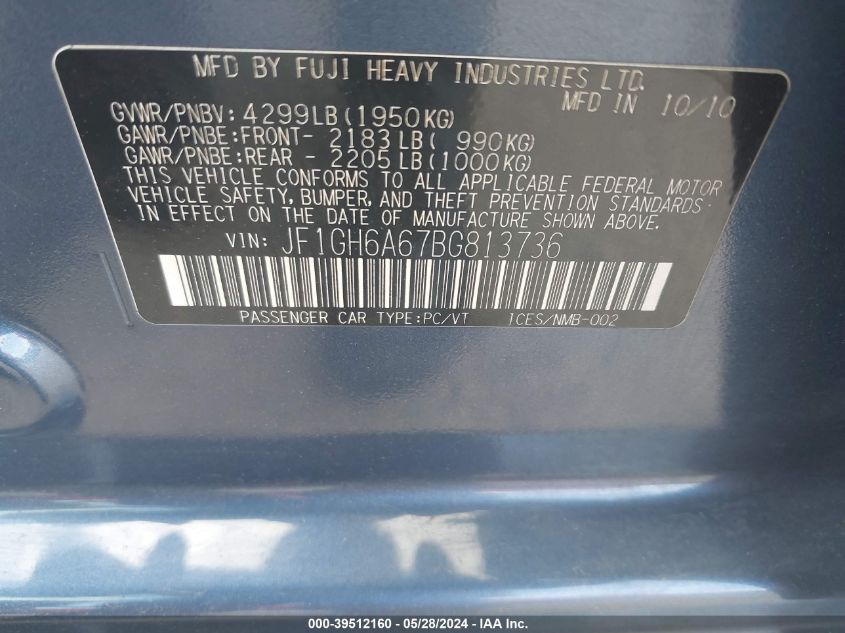 MFD BY FUJI HEAVY INDUSTRIES LTD.
MFD IN 10/10
GVWR/PNBV: 4299LB(1950KG)
GAWR/PNBE:FRONT- 2183LB( 990KG)
GAWR/PNBE:REAR - 2205LB(1000KG)
THIS VEHICLE CONFORMS TO ALL APPLICABLE FEDERAL MOTOR
VEHICLE SAFETY, BUMPER, AND THEFT PREVENTION STANDARDS
IN EFFECT ON THE DATE OF MANUFACTURE SHOWN ABOVE.
VIN: JF1GH6A67BG813736
PASSENGER CAR TYPE:PC/VT ICES/NMB-002
000-39512160 - 05/28/2024 - IAA Inc.